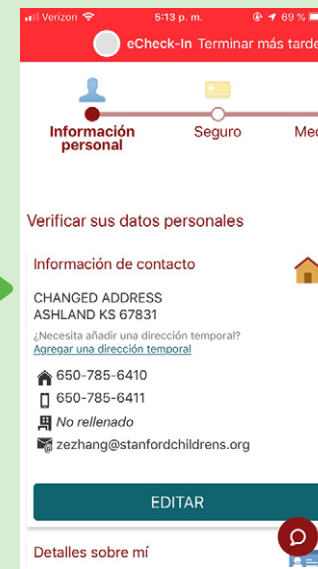 Verizon 5:13 p. m. 69 %
eCheck-In Terminar más tarde
Información personal
Seguro
Verificar sus datos personales
Información de contacto
CHANGED ADDRESS
ASHLAND KS 67831
¿Necesita añadir una dirección temporal?
Agregar una dirección temporal
650-785-6410
650-785-6411
No rellenado
zezhang@stanfordchildrens.org
EDITAR
Detalles sobre mí